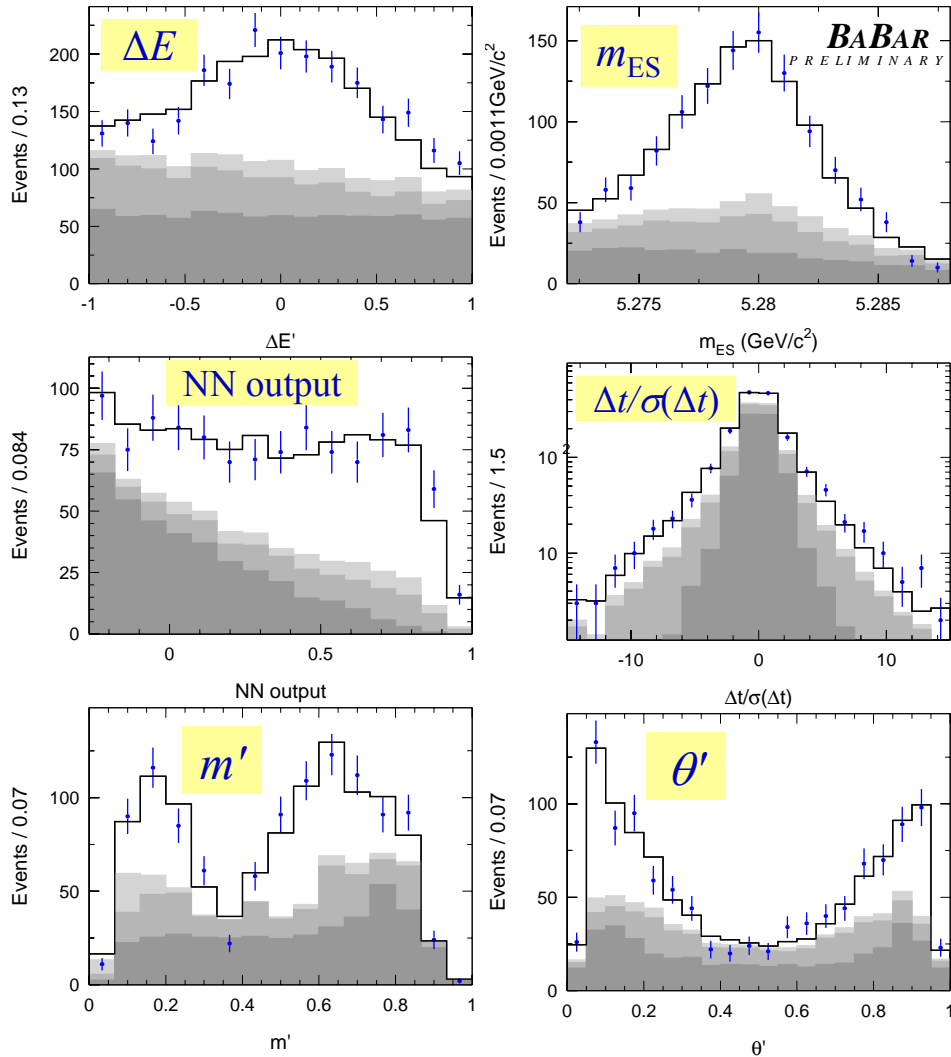 ΔE
Events / 0.13
200
150
100
50
0
-1
-0.5
0
0.5
1
ΔE'
m_ES
BABAR
PRELIMINARY
Events / 0.0011GeV/c²
150
100
50
0
5.275
5.28
5.285
m_ES (GeV/c²)
NN output
Events / 0.084
100
75
50
25
0
0
0.5
1
NN output
Δt/σ(Δt)
Events / 1.5
10²
10
-10
0
10
Δt/σ(Δt)
m'
Events / 0.07
100
50
0
0
0.2
0.4
0.6
0.8
1
m'
θ'
Events / 0.07
100
50
0
0
0.2
0.4
0.6
0.8
1
θ'